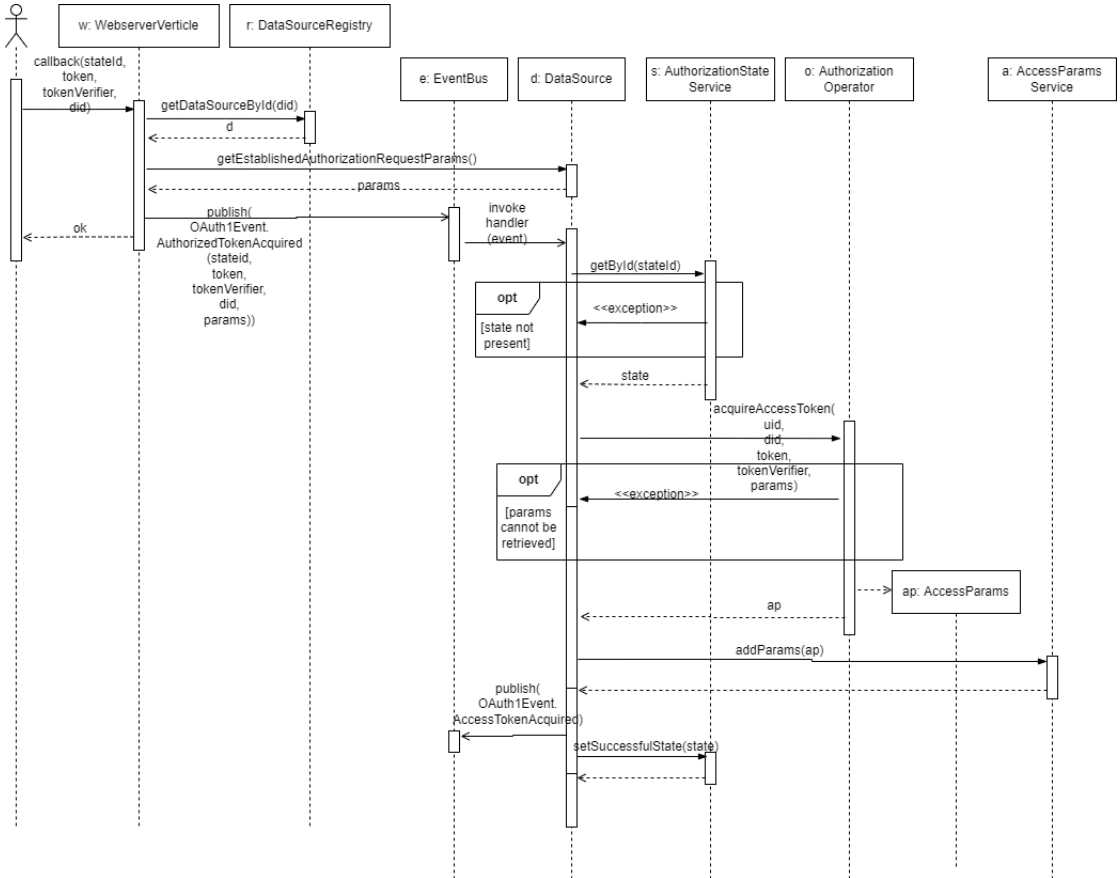 w: WebserverVerticle
r: DataSourceRegistry
e: EventBus
d: DataSource
s: AuthorizationState
Service
o: Authorization
Operator
a: AccessParams
Service
callback(stateId,
token,
tokenVerifier,
did)
getDataSourceById(did)
d
getEstablishedAuthorizationRequestParams()
params
publish(
OAuth1Event.
AuthorizedTokenAcquired
(stateid,
token,
tokenVerifier,
did,
params))
ok
invoke
handler
(event)
getById(stateId)
opt
<<exception>>
[state not
present]
state
acquireAccessToken(
uid,
did,
token,
tokenVerifier,
params)
opt
<<exception>>
[params
cannot be
retrieved]
ap: AccessParams
ap
addParams(ap)
publish(
OAuth1Event.
AccessTokenAcquired)
setSuccessfulState(state)